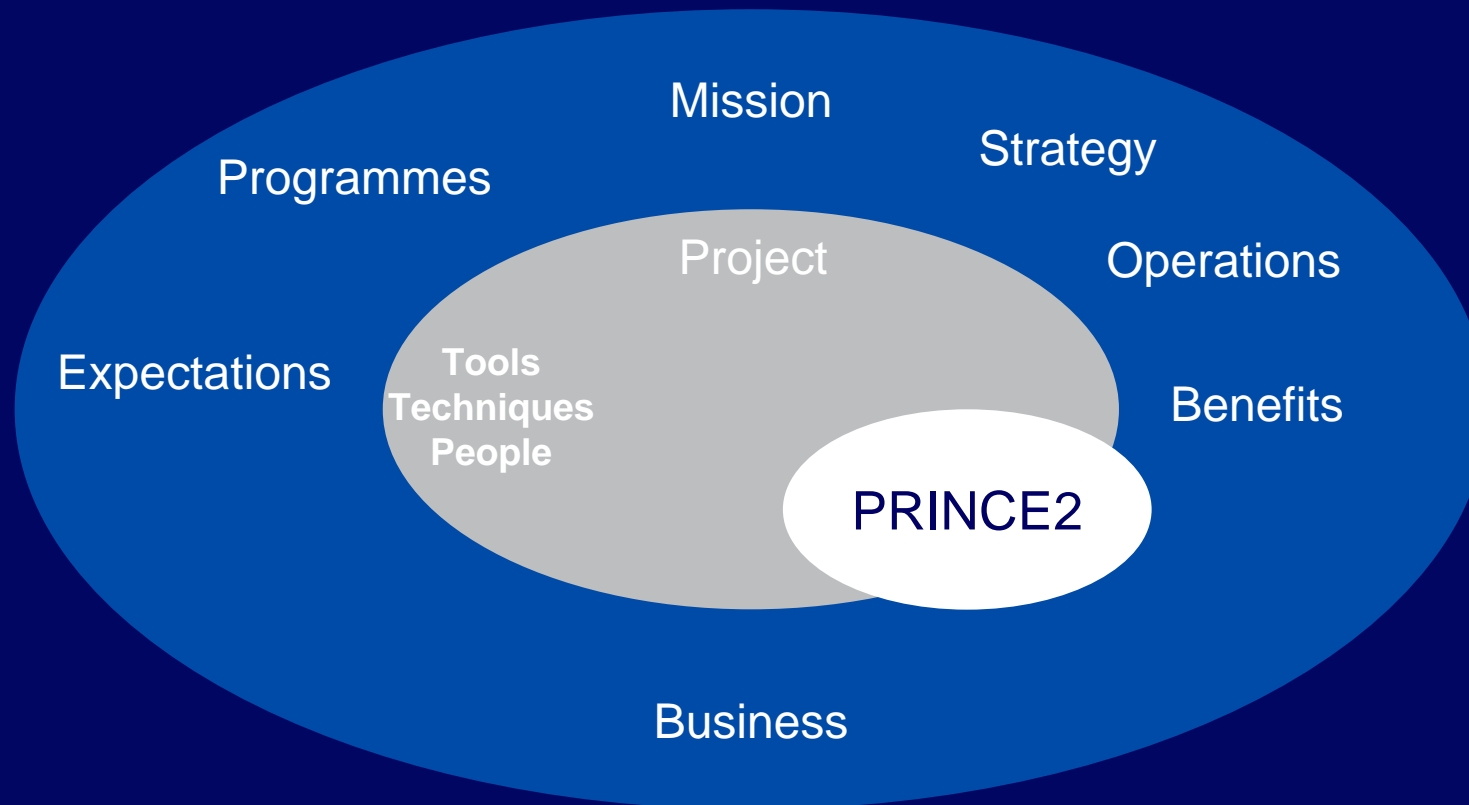 Mission
Strategy
Programmes
Project
Operations
Expectations
Tools
Techniques
People
Benefits
PRINCE2
Business